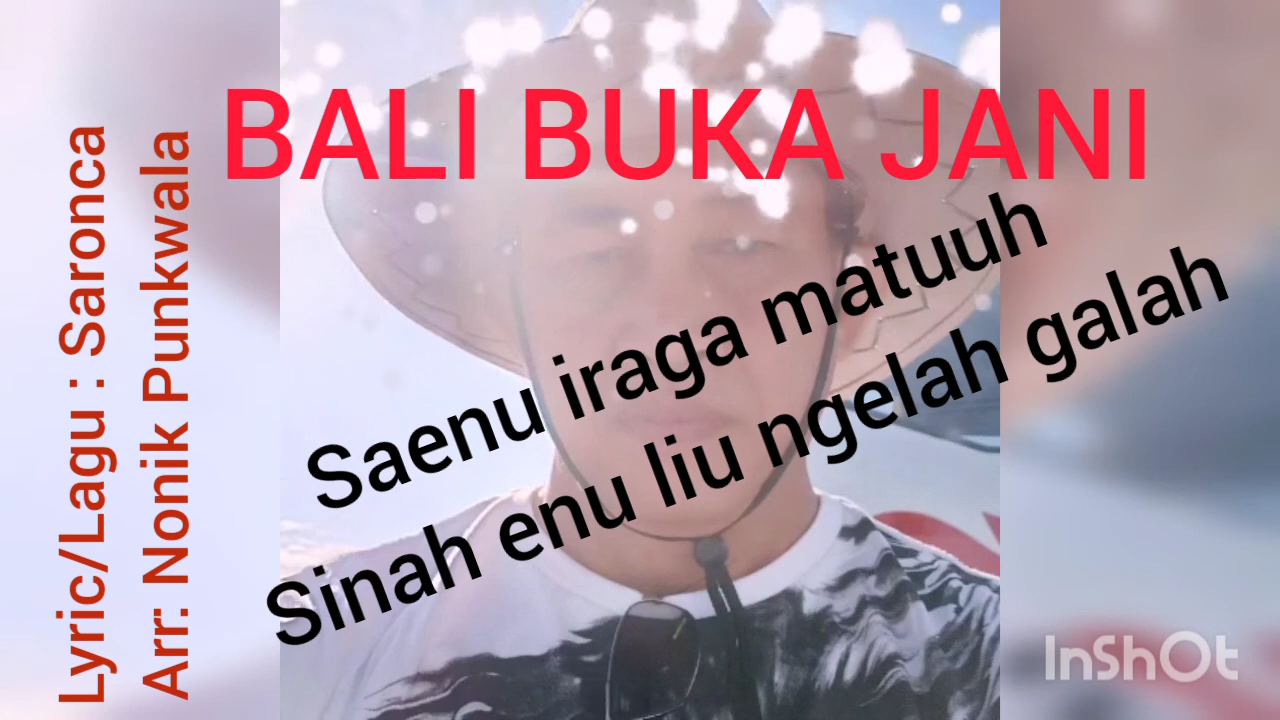 BALI BUKA JANI
Lyric/Lagu : Saronca
Arr: Nonik Punkwala
Saenu iraga matuuh
Sinah enu liu ngelah galah
InShOt